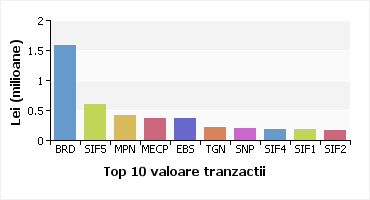 Lei (milioane)
2
1.5
1
0.5
0
BRD SIF5 MPN MECP EBS TGN SNP SIF4 SIF1 SIF2
Top 10 valoare tranzactii